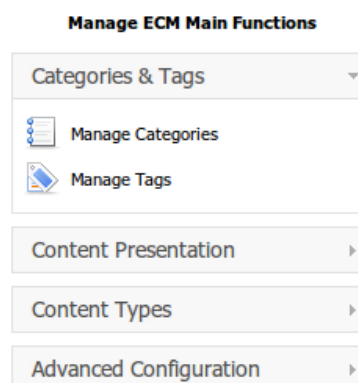 Manage ECM Main Functions
Categories & Tags
Manage Categories
Manage Tags
Content Presentation
Content Types
Advanced Configuration